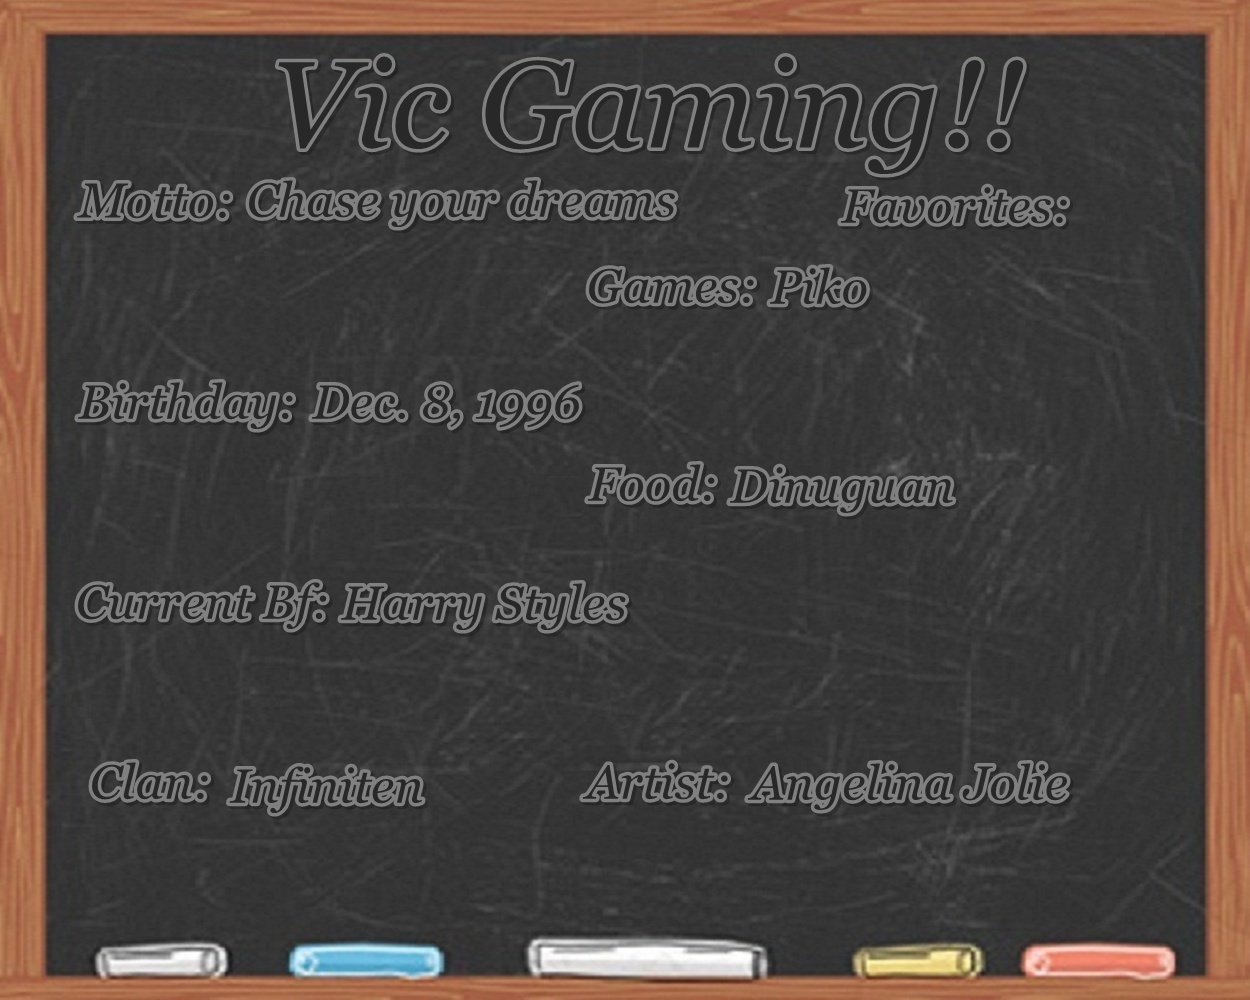 Vic Gaming!!
Motto: Chase your dreams
Favorites:
Games: Piko
Birthday: Dec. 8, 1996
Food: Dinuguan
Current Bf: Harry Styles
Clan: Infiniten
Artist: Angelina Jolie